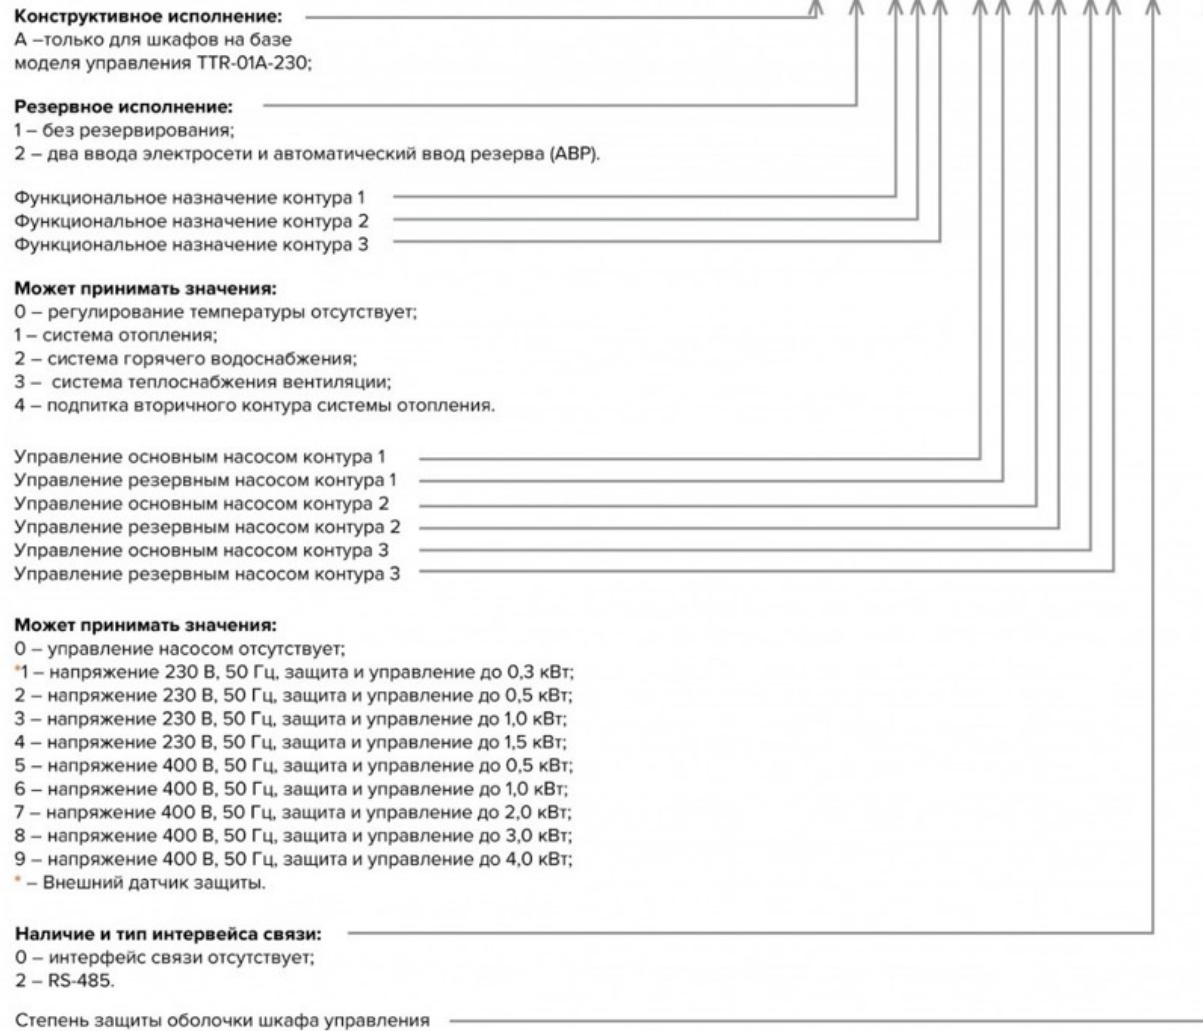 Конструктивное исполнение:
А –только для шкафов на базе
моделя управления TTR-01A-230;
Резервное исполнение:
1 – без резервирования;
2 – два ввода электросети и автоматический ввод резерва (АВР).
Функциональное назначение контура 1
Функциональное назначение контура 2
Функциональное назначение контура 3
Может принимать значения:
0 – регулирование температуры отсутствует;
1 – система отопления;
2 – система горячего водоснабжения;
3 – система теплоснабжения вентиляции;
4 – подпитка вторичного контура системы отопления.
Управление основным насосом контура 1
Управление резервным насосом контура 1
Управление основным насосом контура 2
Управление резервным насосом контура 2
Управление основным насосом контура 3
Управление резервным насосом контура 3
Может принимать значения:
0 – управление насосом отсутствует;
*1 – напряжение 230 В, 50 Гц, защита и управление до 0,3 кВт;
2 – напряжение 230 В, 50 Гц, защита и управление до 0,5 кВт;
3 – напряжение 230 В, 50 Гц, защита и управление до 1,0 кВт;
4 – напряжение 230 В, 50 Гц, защита и управление до 1,5 кВт;
5 – напряжение 400 В, 50 Гц, защита и управление до 0,5 кВт;
6 – напряжение 400 В, 50 Гц, защита и управление до 1,0 кВт;
7 – напряжение 400 В, 50 Гц, защита и управление до 2,0 кВт;
8 – напряжение 400 В, 50 Гц, защита и управление до 3,0 кВт;
9 – напряжение 400 В, 50 Гц, защита и управление до 4,0 кВт;
* – Внешний датчик защиты.
Наличие и тип интервейса связи:
0 – интерфейс связи отсутствует;
2 – RS-485.
Степень защиты оболочки шкафа управления